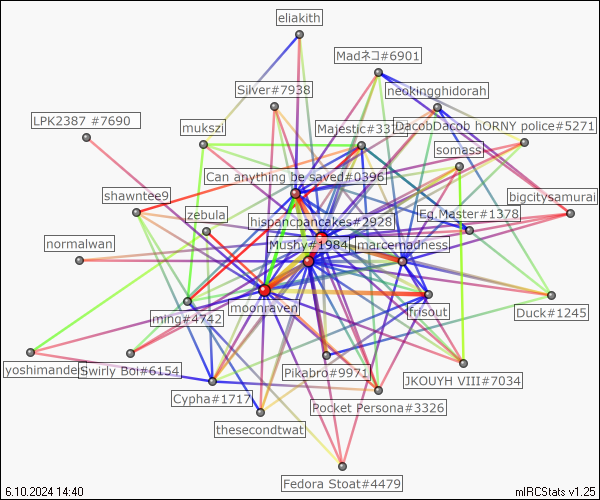 eliakith
Madネコ#6901
Silver#7938
neokingghidorah
LPK2387 #7690
mukszi
DacobDacob hORNY police#5271
somass
Can anything be saved#0396
shawntee9
bigcitysamurai
zebula
hispancpancakes#2928
Eg.Master#1378
normalwan
Mushy#1984
marcemadness
moonraven
frisout
ming#4742
Duck#1245
Swirly Boi#6154
Pikabro#9971
JKOUYH VIII#7034
Cypha#1717
Pocket Persona#3326
thesecondtwat
Fedora Stoat#4479
6.10.2024 14:40
mIRCStats v1.25